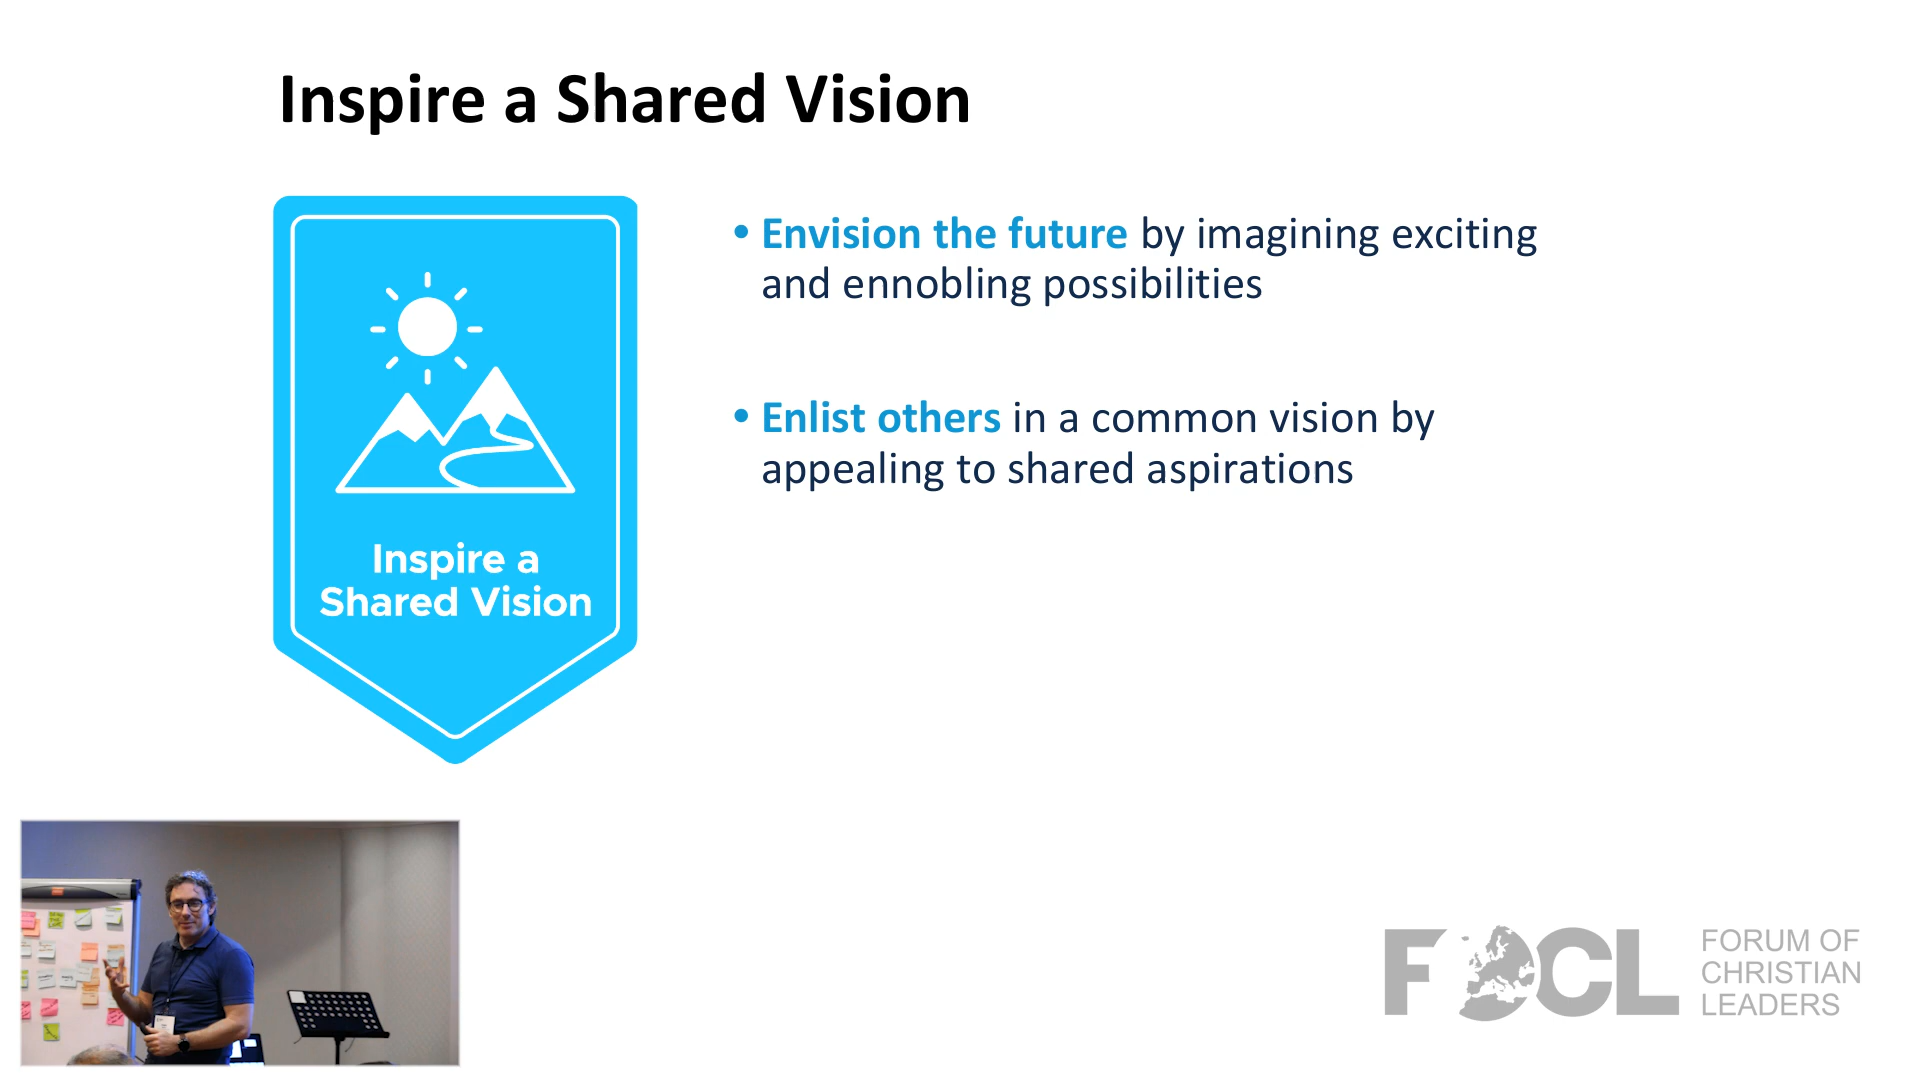 Inspire a Shared Vision
• Envision the future by imagining exciting
and ennobling possibilities
• Enlist others in a common vision by
appealing to shared aspirations
Inspire a
Shared Vision
FOCL
FORUM OF
CHRISTIAN
LEADERS